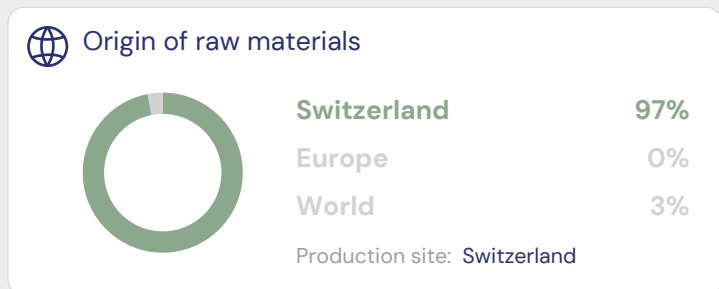 Origin of raw materials
Switzerland 97%
Europe 0%
World 3%
Production site: Switzerland